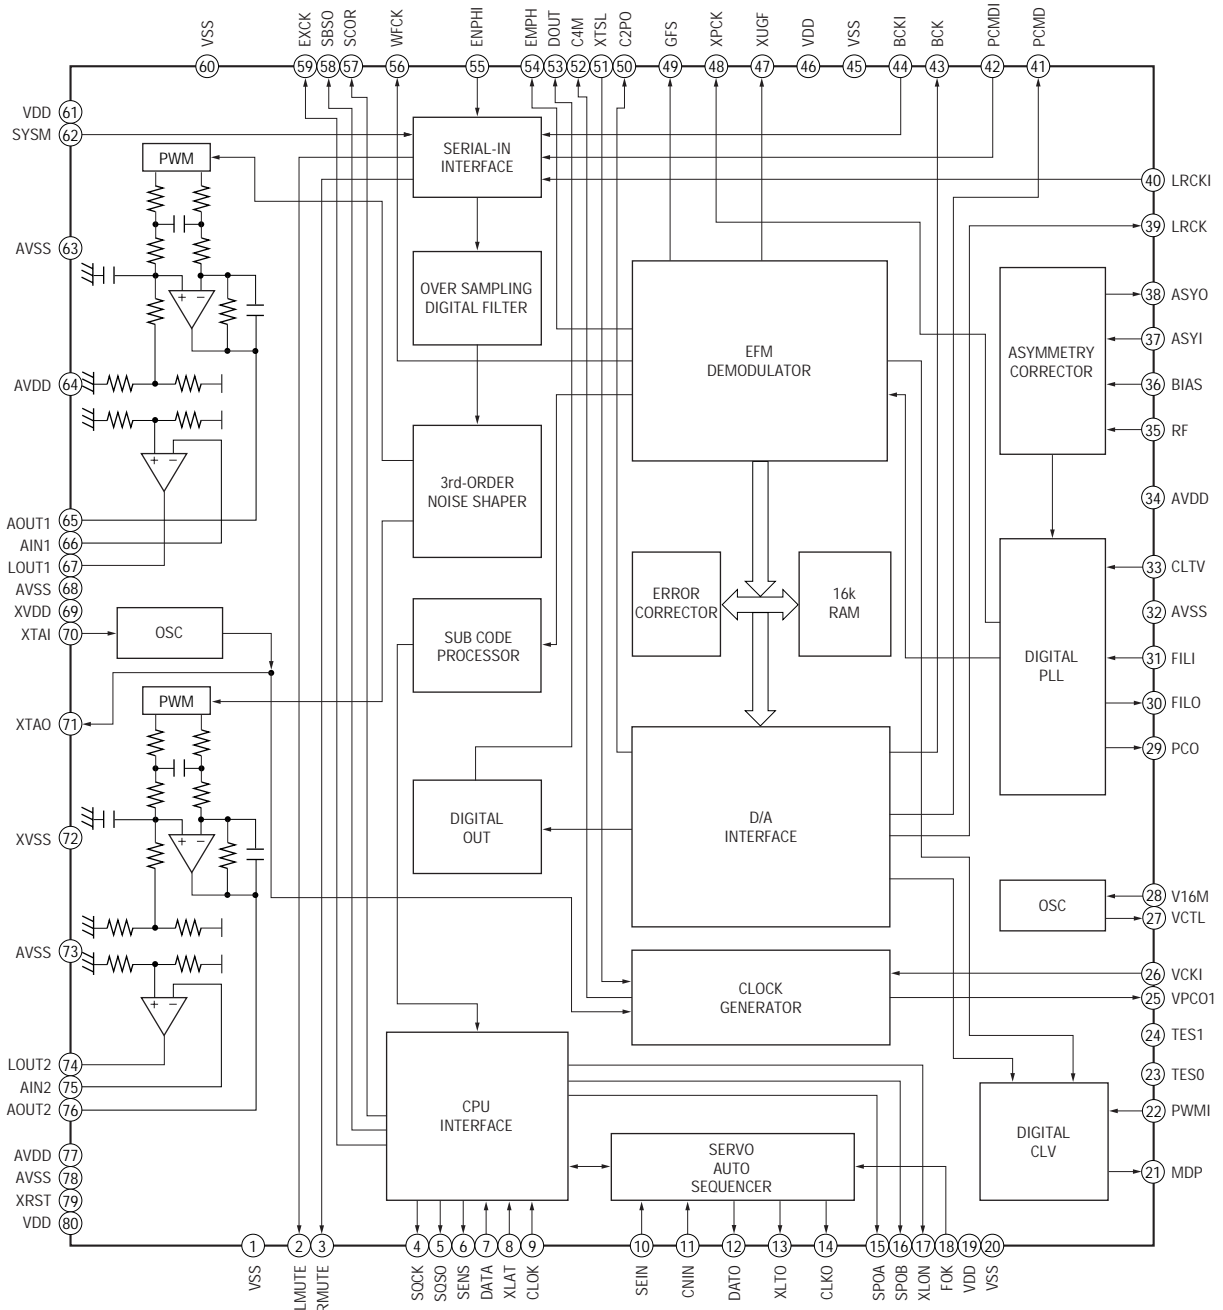 VSS
EXCK
SBSO
SCOR
WFCK
ENPHI
EMPH
DOUT
C4M
XTSL
C2PO
GFS
XPCK
XUGF
VDD
VSS
BCKI
BCK
PCMDI
PCMD
60
59
58
57
56
55
54
53
52
51
50
49
48
47
46
45
44
43
42
41
VDD 61
SYSM 62
AVSS 63
AVDD 64
AOUT1 65
AIN1 66
LOUT1 67
AVSS 68
XVDD 69
XTAI 70
XTAO 71
XVSS 72
AVSS 73
LOUT2 74
AIN2 75
AOUT2 76
AVDD 77
AVSS 78
XRST 79
VDD 80
PWM
+ −
+ −
OSC
PWM
+ −
+ −
SERIAL-IN
INTERFACE
OVER SAMPLING
DIGITAL FILTER
3rd-ORDER
NOISE SHAPER
SUB CODE
PROCESSOR
DIGITAL
OUT
CPU
INTERFACE
EFM
DEMODULATOR
ERROR
CORRECTOR
16k
RAM
D/A
INTERFACE
CLOCK
GENERATOR
SERVO
AUTO
SEQUENCER
ASYMMETRY
CORRECTOR
DIGITAL
PLL
OSC
DIGITAL
CLV
40 LRCKI
39 LRCK
38 ASYO
37 ASYI
36 BIAS
35 RF
34 AVDD
33 CLTV
32 AVSS
31 FILI
30 FILO
29 PCO
28 V16M
27 VCTL
26 VCKI
25 VPCO1
24 TES1
23 TES0
22 PWMI
21 MDP
1
2
3
4
5
6
7
8
9
10
11
12
13
14
15
16
17
18
19
20
VSS
LMUTE
RMUTE
SQCK
SQSO
SENS
DATA
XLAT
CLOK
SEIN
CNIN
DATO
XLTO
CLKO
SPOA
SPOB
XLON
FOK
VDD
VSS